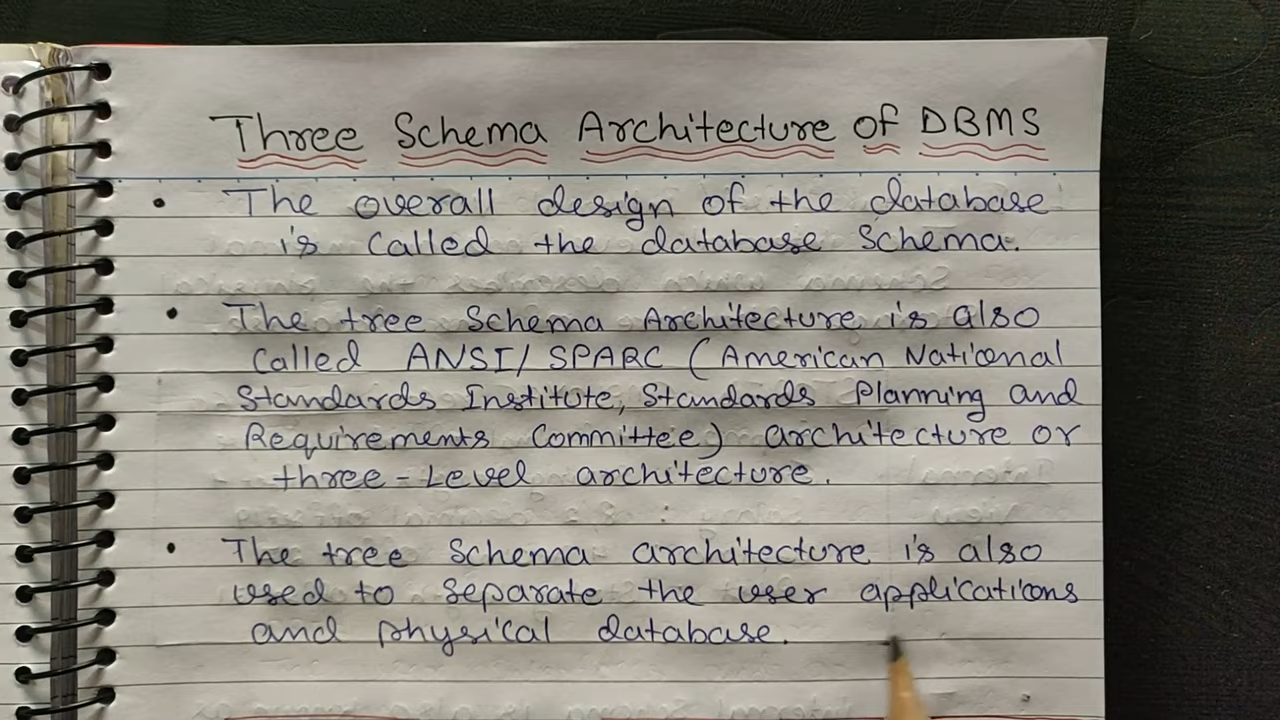 Three Schema Architecture of DBMS
• The overall design of the database
is called the database Schema.
• The tree Schema Architecture is also
called ANSI/SPARC (American National
Standards Institute, Standards Planning and
Requirements Committee) architecture or
three-Level architecture.
• The tree Schema architecture is also
used to separate the user applications
and physical database.